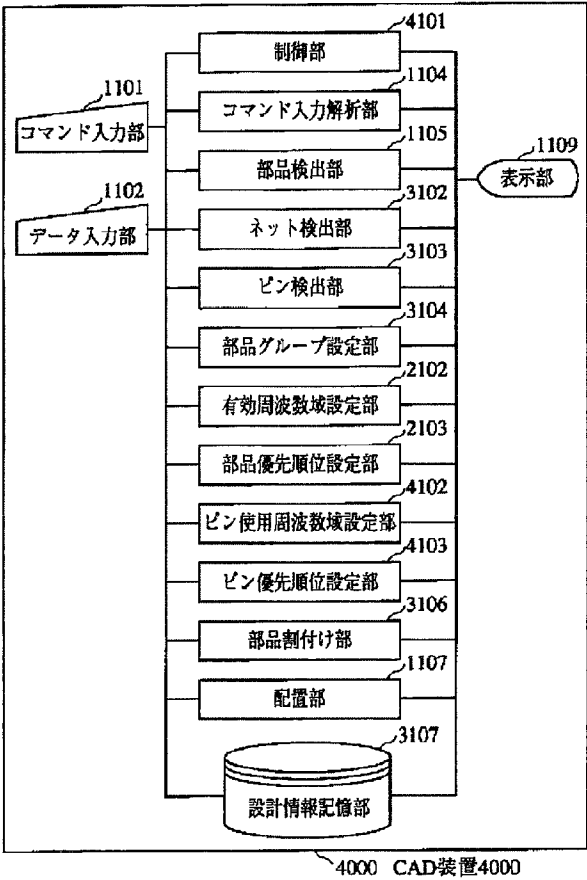 4101
制御部
1101
コマンド入力部
1104
コマンド入力解析部
1105
部品検出部
1109
表示部
1102
データ入力部
3102
ネット検出部
3103
ピン検出部
3104
部品グループ設定部
2102
有効周波数域設定部
2103
部品優先順位設定部
4102
ピン使用周波数域設定部
4103
ピン優先順位設定部
3106
部品割付け部
1107
配置部
3107
設計情報記憶部
4000 CAD装置4000